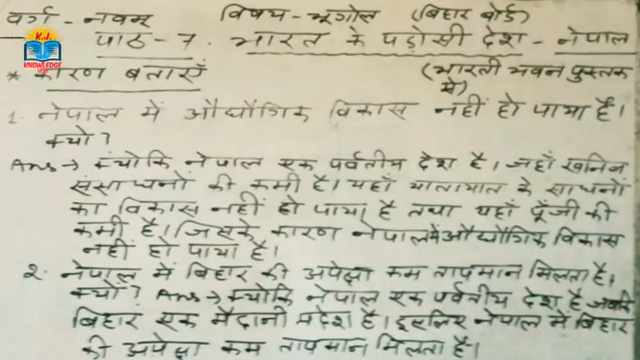 वर्ग - नवम् विषय - भूगोल (बिहार बोर्ड)
K.J.
KNOWLEDGE
पाठ - 7. भारत के पड़ोसी देश - नेपाल
* कारण बताएँ (भारती भवन पुस्तक
में)
1. नेपाल में औद्योगिक विकास नहीं हो पाया है।
क्यों?
Ans → क्योंकि नेपाल एक पर्वतीय देश है। जहाँ खनिज
संसाधनों की कमी है। यहाँ यातायात के साधनों
का विकास नहीं हो पाया है तथा यहाँ पूँजी की
कमी है। जिसके कारण नेपाल में औद्योगिक विकास
नहीं हो पाया है।
2. नेपाल में बिहार की अपेक्षा कम तापमान मिलता है।
क्यों? Ans → क्योंकि नेपाल एक पर्वतीय देश है जबकि
बिहार एक मैदानी प्रदेश है। इसलिए नेपाल में बिहार
की अपेक्षा कम तापमान मिलता है।